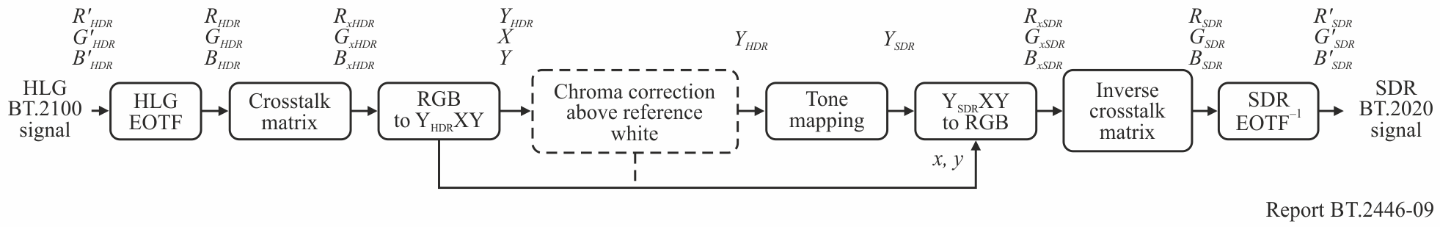 R′HDR
G′HDR
B′HDR
RHDR
GHDR
BHDR
RxHDR
GxHDR
BxHDR
YHDR
X
Y
YHDR
YSDR
RxSDR
GxSDR
BxSDR
RSDR
GSDR
BSDR
R′SDR
G′SDR
B′SDR
HLG
BT.2100
signal
HLG
EOTF
Crosstalk
matrix
RGB
to YHDRXY
Chroma correction
above reference
white
Tone
mapping
YSDRXY
to RGB
Inverse
crosstalk
matrix
SDR
EOTF–1
SDR
BT.2020
signal
x, y
Report BT.2446-09